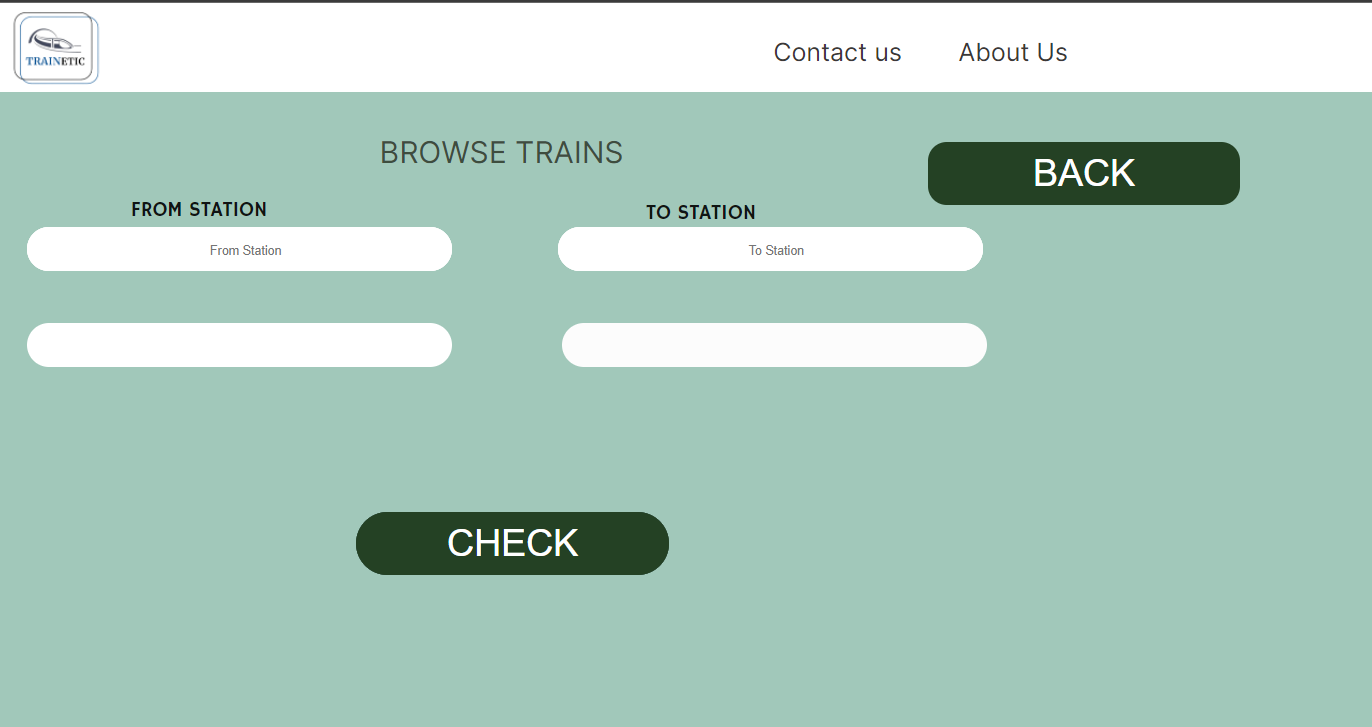 TRAINETIC
Contact us
About Us
BROWSE TRAINS
BACK
FROM STATION
TO STATION
From Station
To Station
CHECK